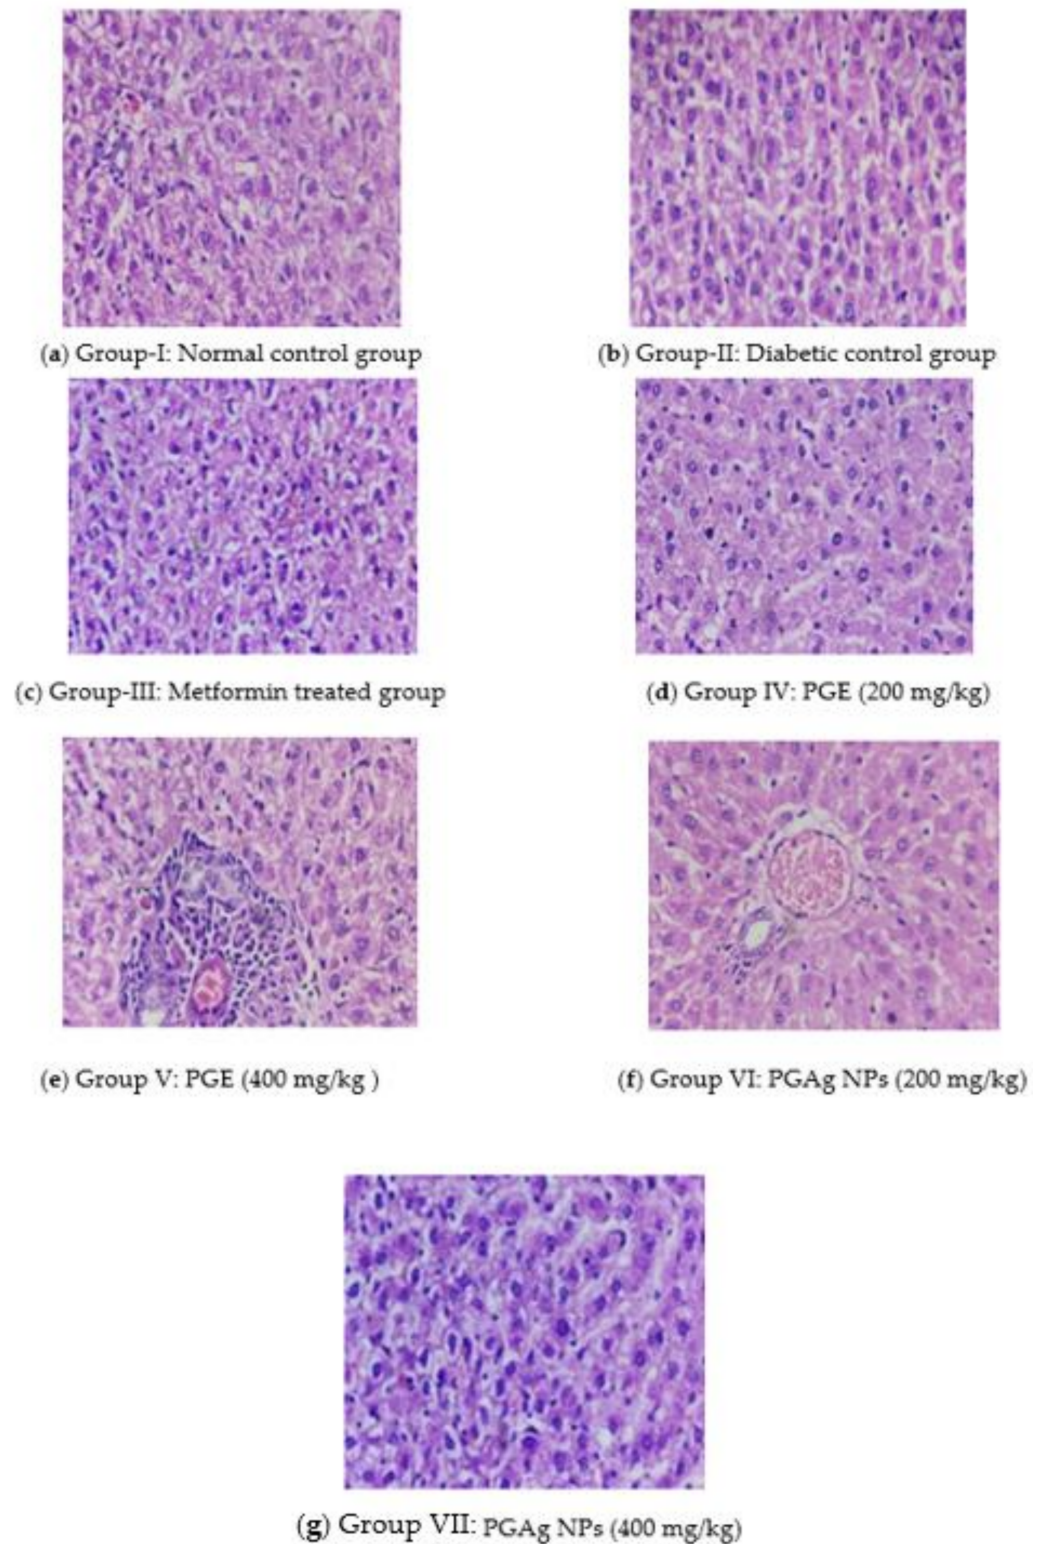 (a) Group-I: Normal control group
(b) Group-II: Diabetic control group
(c) Group-III: Metformin treated group
(d) Group IV: PGE (200 mg/kg)
(e) Group V: PGE (400 mg/kg )
(f) Group VI: PGAg NPs (200 mg/kg)
(g) Group VII: PGAg NPs (400 mg/kg)